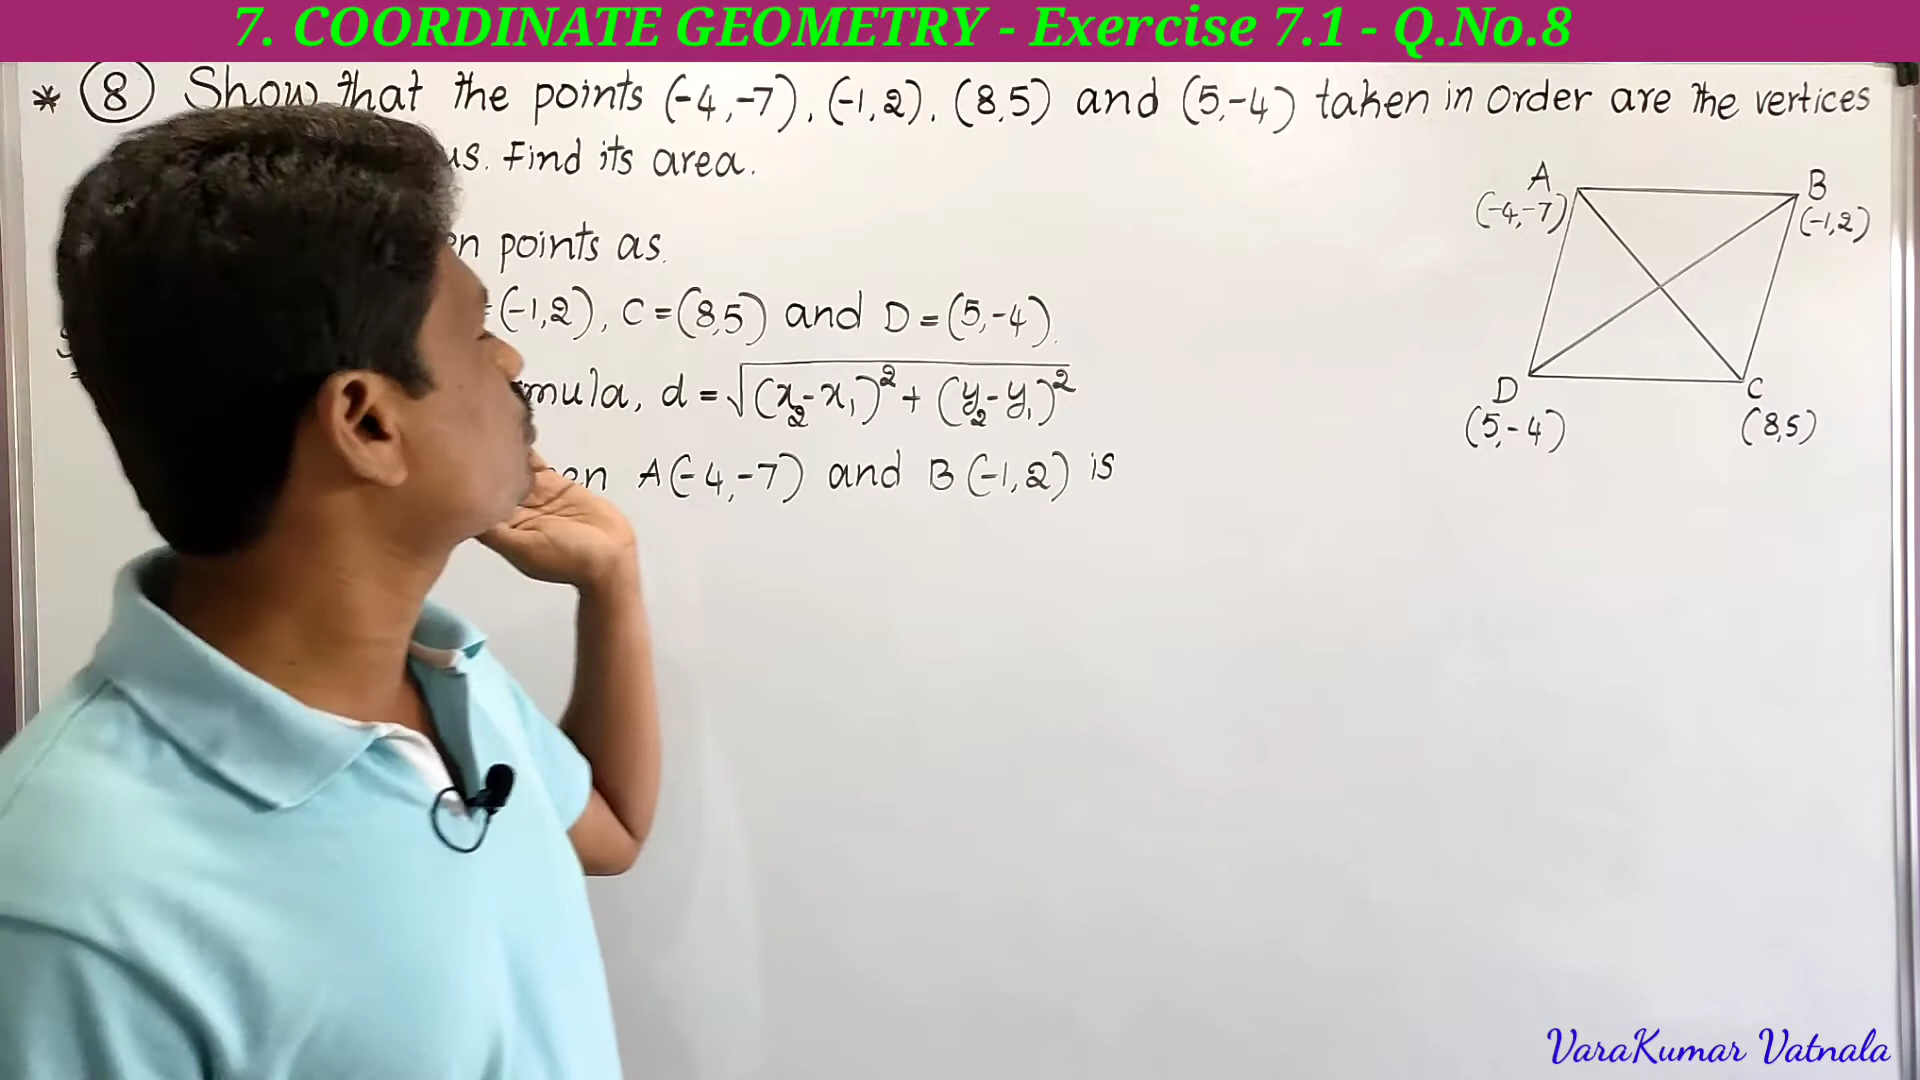 7. COORDINATE GEOMETRY - Exercise 7.1 - Q.No.8
* ⑧ Show that the points (-4,-7), (-1,2), (8,5) and (5,-4) taken in order are the vertices
us. Find its area.
en points as.
=(-1,2), C=(8,5) and D=(5,-4).
mula, d=√(x₂-x₁)²+(y₂-y₁)²
en A(-4,-7) and B(-1,2) is
A
(-4,-7)
B
(-1,2)
D
(5,-4)
C
(8,5)
VaraKumar Vatnala